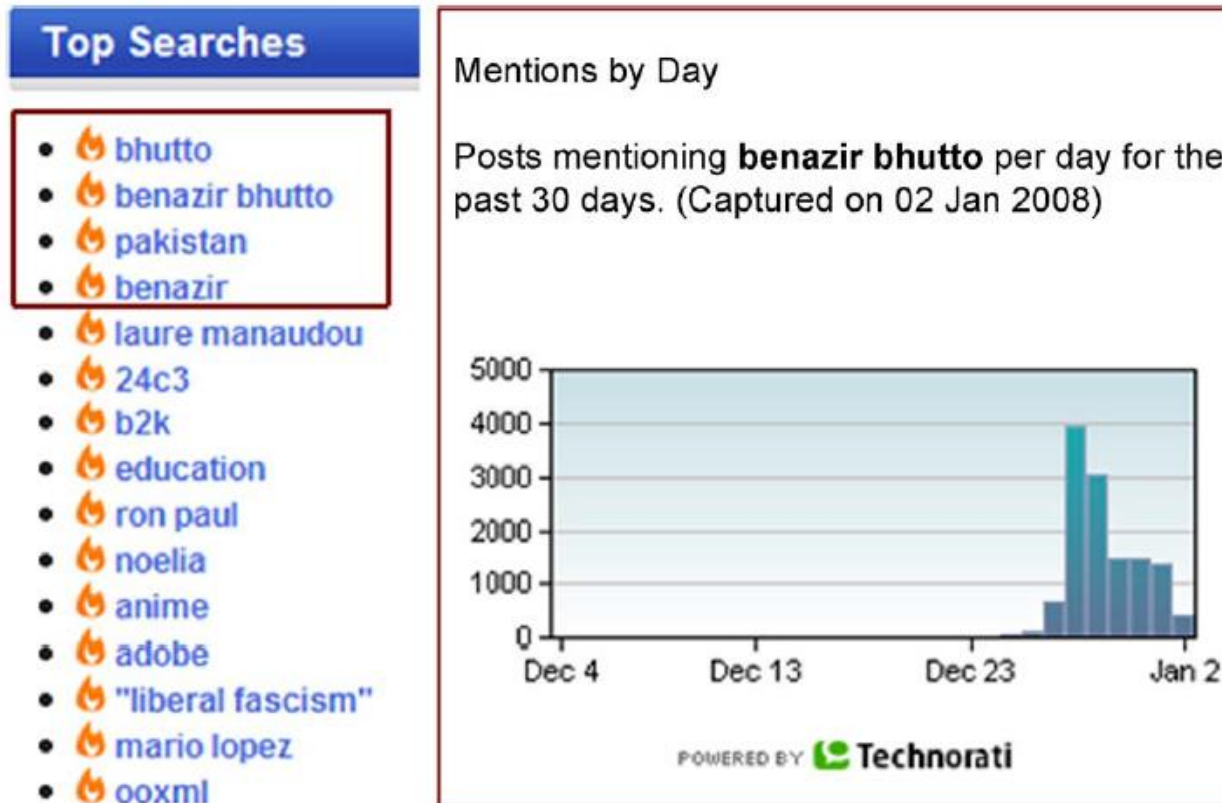 Top Searches
bhutto
benazir bhutto
pakistan
benazir
laure manaudou
24c3
b2k
education
ron paul
noelia
anime
adobe
"liberal fascism"
mario lopez
ooxml
Mentions by Day
Posts mentioning benazir bhutto per day for the
past 30 days. (Captured on 02 Jan 2008)
5000
4000
3000
2000
1000
0
Dec 4 Dec 13 Dec 23 Jan 2
POWERED BY Technorati